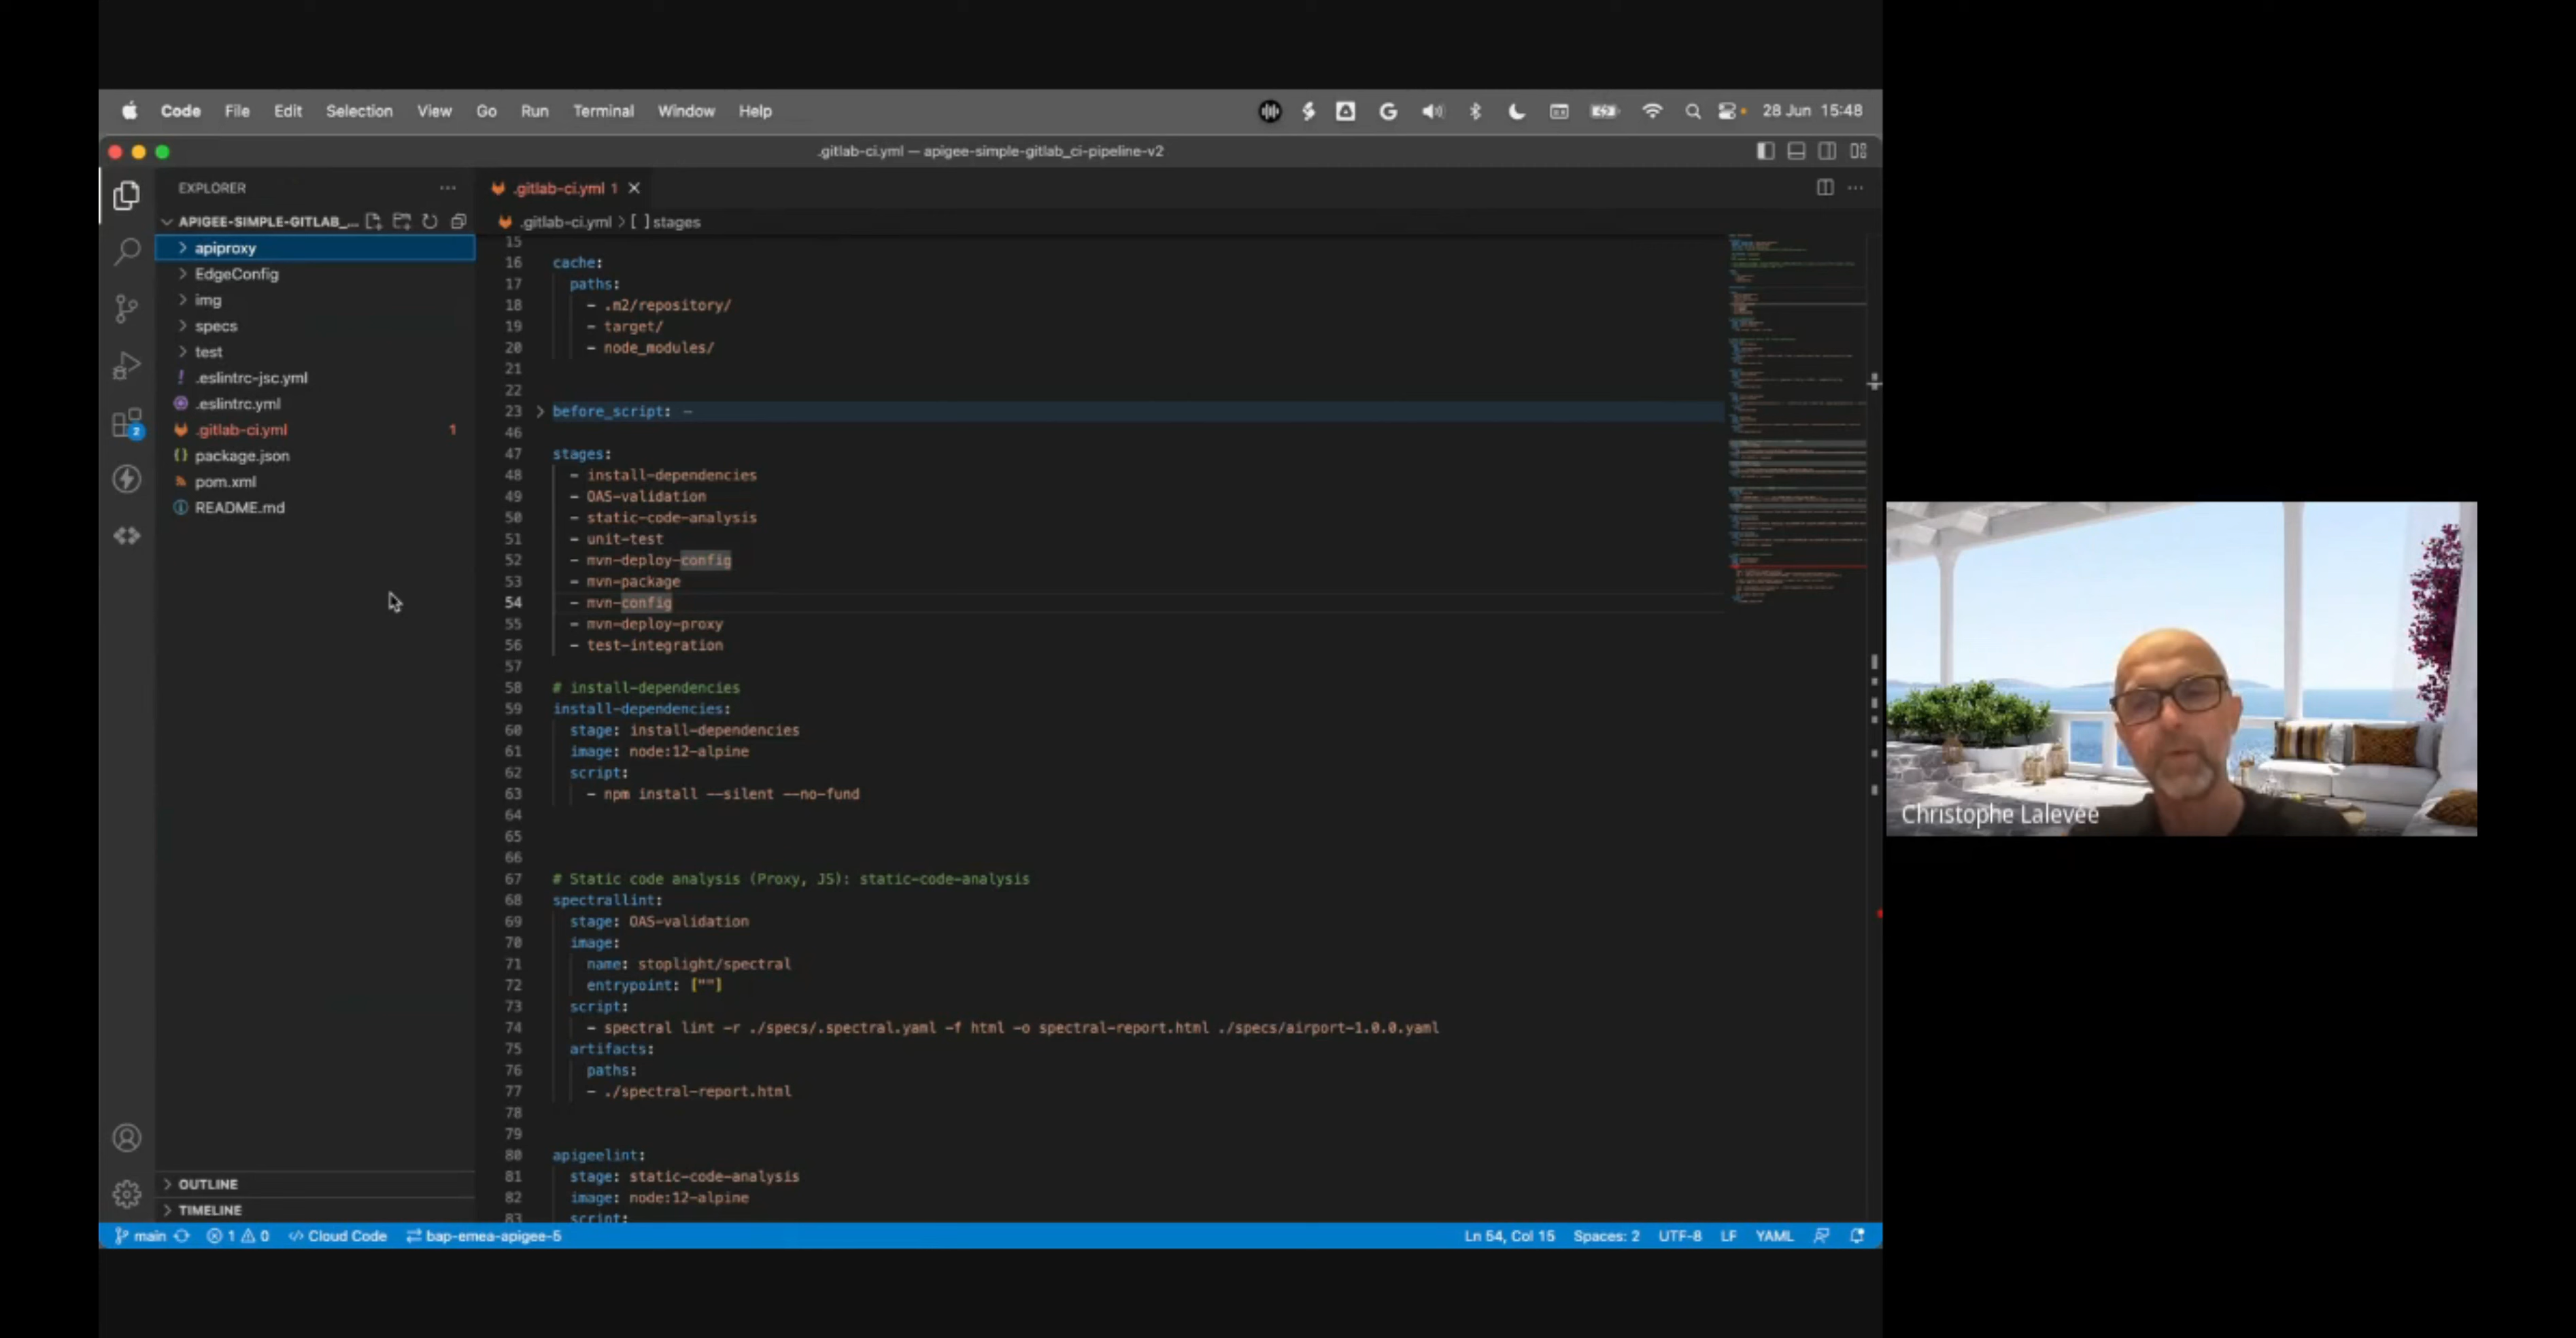 Code File Edit Selection View Go Run Terminal Window Help 28 Jun 15:48
.gitlab-ci.yml — apigee-simple-gitlab_ci-pipeline-v2
EXPLORER
APIGEE-SIMPLE-GITLAB_...
apiproxy
EdgeConfig
img
specs
test
.eslintrc-jsc.yml
.eslintrc.yml
.gitlab-ci.yml 1
package.json
pom.xml
README.md
OUTLINE
TIMELINE
2
.gitlab-ci.yml 1
.gitlab-ci.yml > [ ] stages
15
16 cache:
17 paths:
18 - .m2/repository/
19 - target/
20 - node_modules/
21
22
23 before_script: –
46
47 stages:
48 - install-dependencies
49 - OAS-validation
50 - static-code-analysis
51 - unit-test
52 - mvn-deploy-config
53 - mvn-package
54 - mvn-config
55 - mvn-deploy-proxy
56 - test-integration
57
58 # install-dependencies
59 install-dependencies:
60 stage: install-dependencies
61 image: node:12-alpine
62 script:
63 - npm install --silent --no-fund
64
65
66
67 # Static code analysis (Proxy, JS): static-code-analysis
68 spectrallint:
69 stage: OAS-validation
70 image:
71 name: stoplight/spectral
72 entrypoint: [""]
73 script:
74 - spectral lint -r ./specs/.spectral.yaml -f html -o spectral-report.html ./specs/airport-1.0.0.yaml
75 artifacts:
76 paths:
77 - ./spectral-report.html
78
79
80 apigeelint:
81 stage: static-code-analysis
82 image: node:12-alpine
83 script:
main 1 0 Cloud Code bap-emea-apigee-5 Ln 54, Col 15 Spaces: 2 UTF-8 LF YAML
Christophe Lalevée